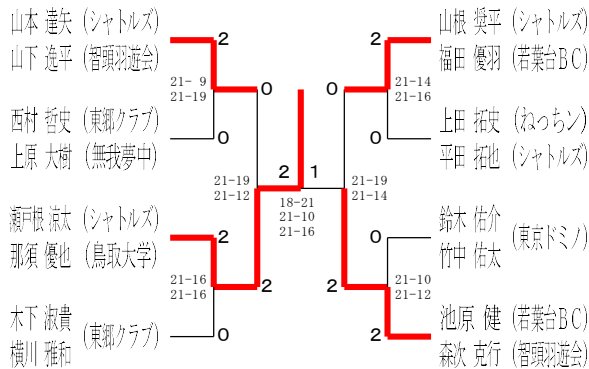 山本 達矢 (シャトルズ)
山下 逸平 (智頭羽遊会)
2
21- 9
21-19
0
西村 哲史 (東郷クラブ)
上原 大樹 (無我夢中)
0
21-19
21-12
2
瀬戸根 涼太 (シャトルズ)
那須 優也 (鳥取大学)
2
21-16
21-16
2
木下 淑貴
横川 雅和
(東郷クラブ)
0
18-21
21-10
21-16
山根 奨平 (シャトルズ)
福田 優羽 (若葉台BC)
2
21-14
21-16
0
上田 拓史 (ねっチン)
平田 拓也 (シャトルズ)
0
1
21-19
21-14
鈴木 佑介
竹中 佑太
(東京ドミノ)
0
21-10
21-12
2
池原 健 (若葉台BC)
森次 克行 (智頭羽遊会)
2